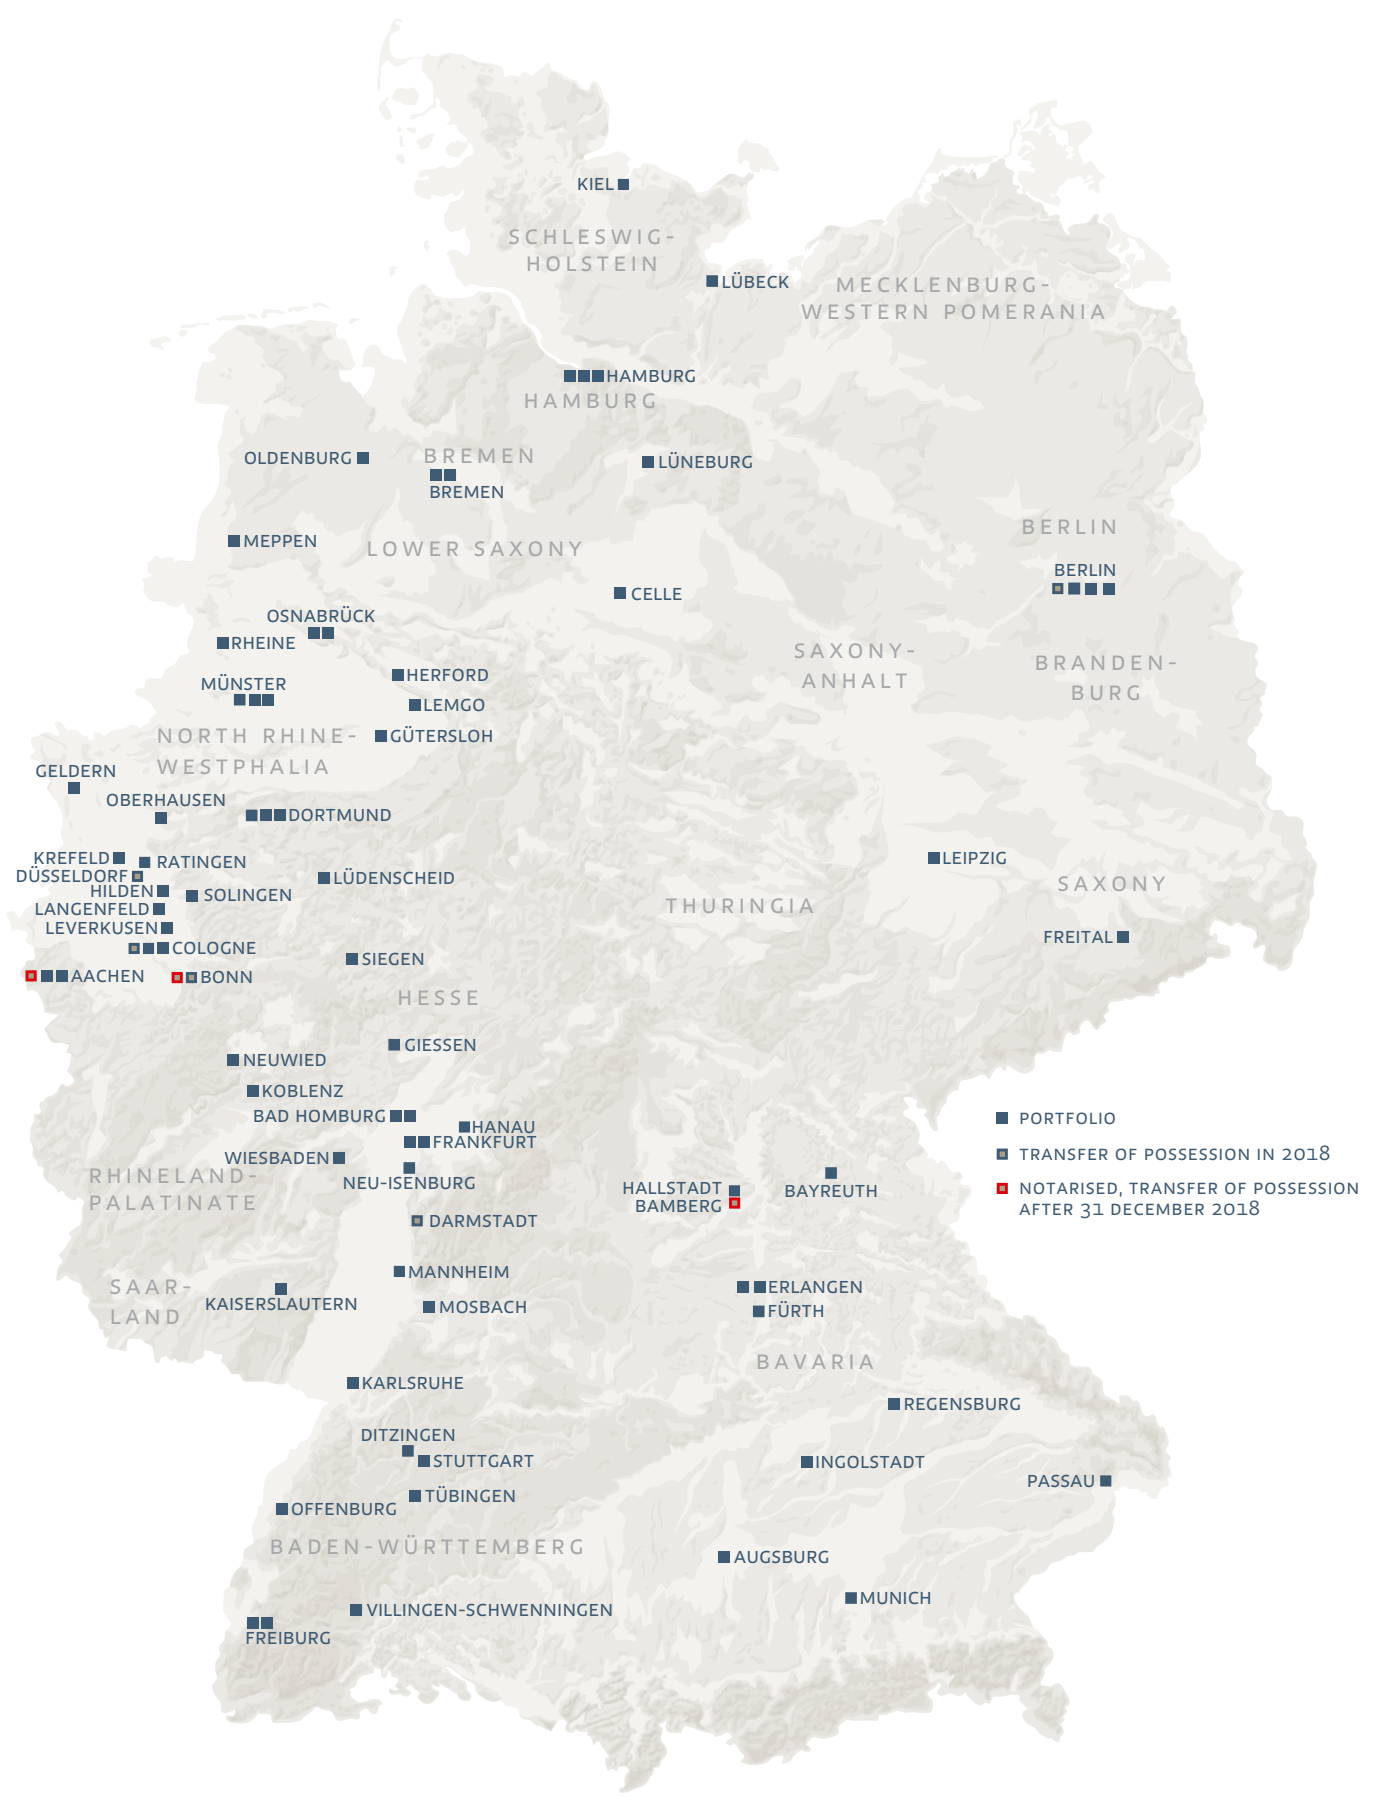 KIEL
SCHLESWIG-
HOLSTEIN
LÜBECK
MECKLENBURG-
WESTERN POMERANIA
HAMBURG
HAMBURG
OLDENBURG
BREMEN
BREMEN
LÜNEBURG
MEPPEN
LOWER SAXONY
BERLIN
BERLIN
CELLE
OSNABRÜCK
RHEINE
HERFORD
SAXONY-
ANHALT
BRANDEN-
BURG
MÜNSTER
LEMGO
GÜTERSLOH
NORTH RHINE-
WESTPHALIA
GELDERN
OBERHAUSEN
DORTMUND
KREFELD
RATINGEN
DÜSSELDORF
LÜDENSCHEID
HILDEN
SOLINGEN
LANGENFELD
LEVERKUSEN
COLOGNE
AACHEN
BONN
SIEGEN
THURINGIA
LEIPZIG
SAXONY
FREITAL
HESSE
GIESSEN
NEUWIED
KOBLENZ
BAD HOMBURG
HANAU
FRANKFURT
WIESBADEN
NEU-ISENBURG
RHINELAND-
PALATINATE
DARMSTADT
HALLSTADT
BAMBERG
BAYREUTH
PORTFOLIO
TRANSFER OF POSSESSION IN 2018
NOTARISED, TRANSFER OF POSSESSION
AFTER 31 DECEMBER 2018
MANNHEIM
SAAR-
LAND
KAISERSLAUTERN
MOSBACH
ERLANGEN
FÜRTH
BAVARIA
KARLSRUHE
REGENSBURG
DITZINGEN
STUTTGART
INGOLSTADT
PASSAU
TÜBINGEN
OFFENBURG
BADEN-WÜRTTEMBERG
AUGSBURG
MUNICH
VILLINGEN-SCHWENNINGEN
FREIBURG